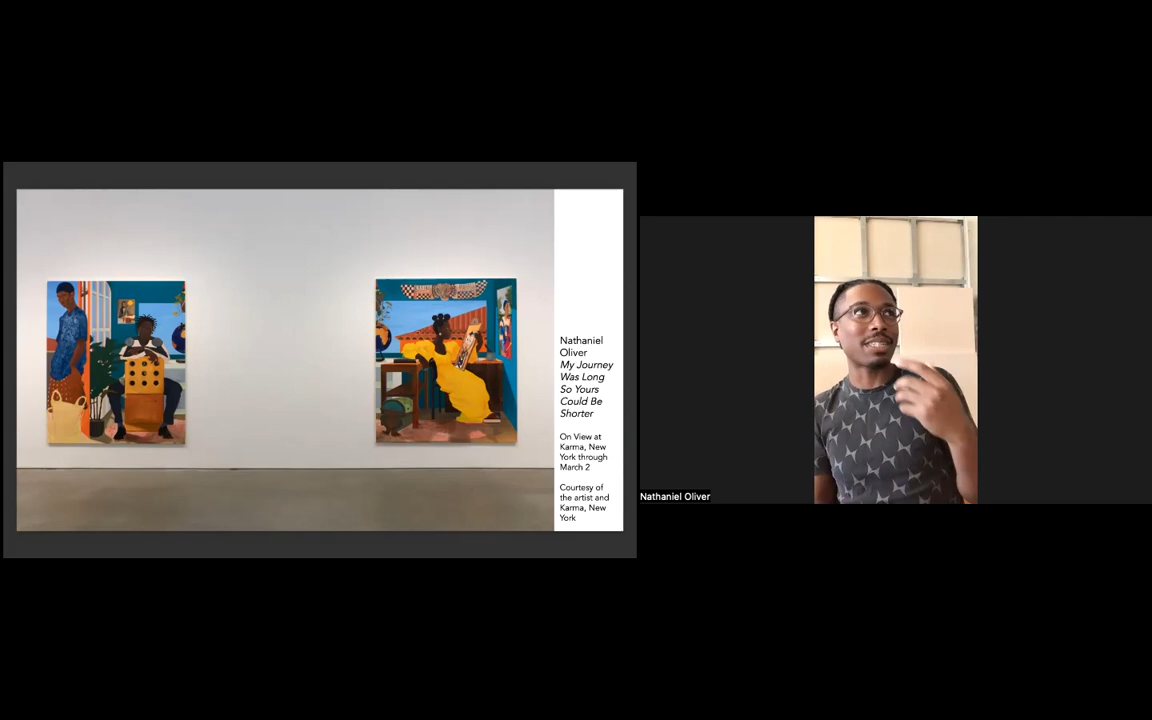 Nathaniel
Oliver
My Journey
Was Long
So Yours
Could Be
Shorter
On View at
Karma, New
York through
March 2
Courtesy of
the artist and
Karma, New
York
Nathaniel Oliver